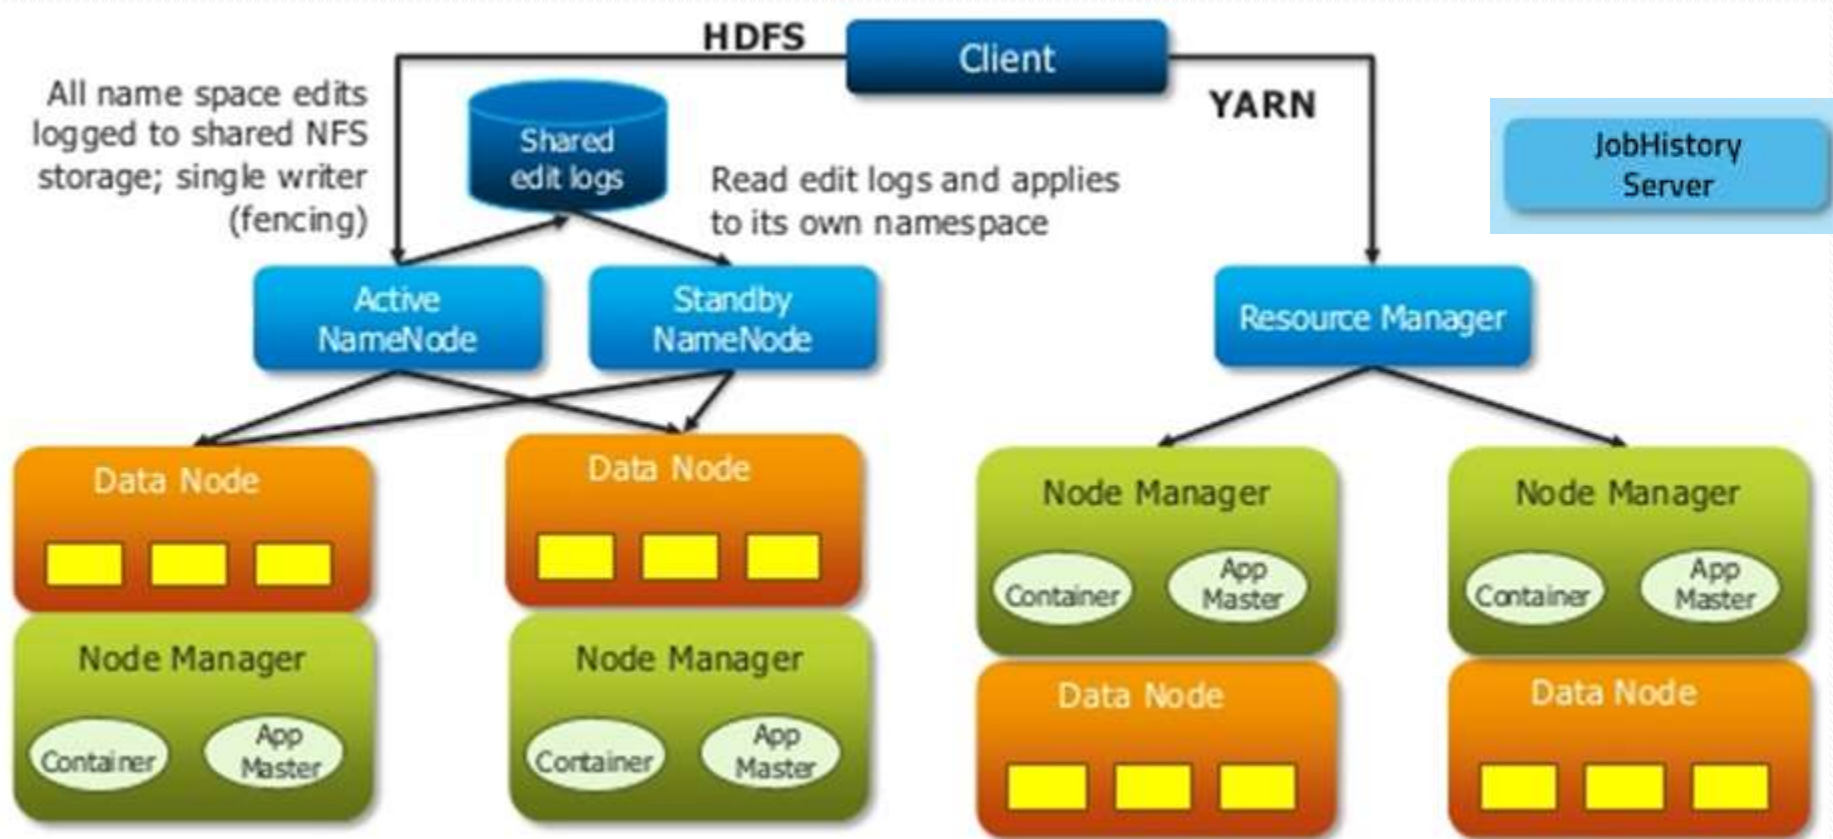 HDFS
Client
YARN
All name space edits
logged to shared NFS
storage; single writer
(fencing)
Shared
edit logs
Read edit logs and applies
to its own namespace
JobHistory
Server
Active
NameNode
Standby
NameNode
Resource Manager
Data Node
Data Node
Node Manager
Container
App
Master
Node Manager
Container
App
Master
Node Manager
Container
App
Master
Node Manager
Container
App
Master
Data Node
Data Node